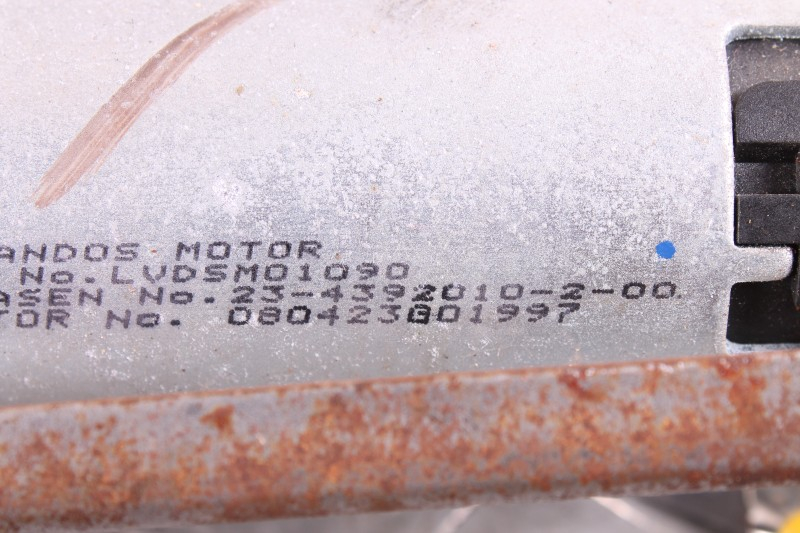 ANDOS MOTOR
No.LVDSM01090
ASEN No.23-4392010-2-00
TOR No. 080423B01997